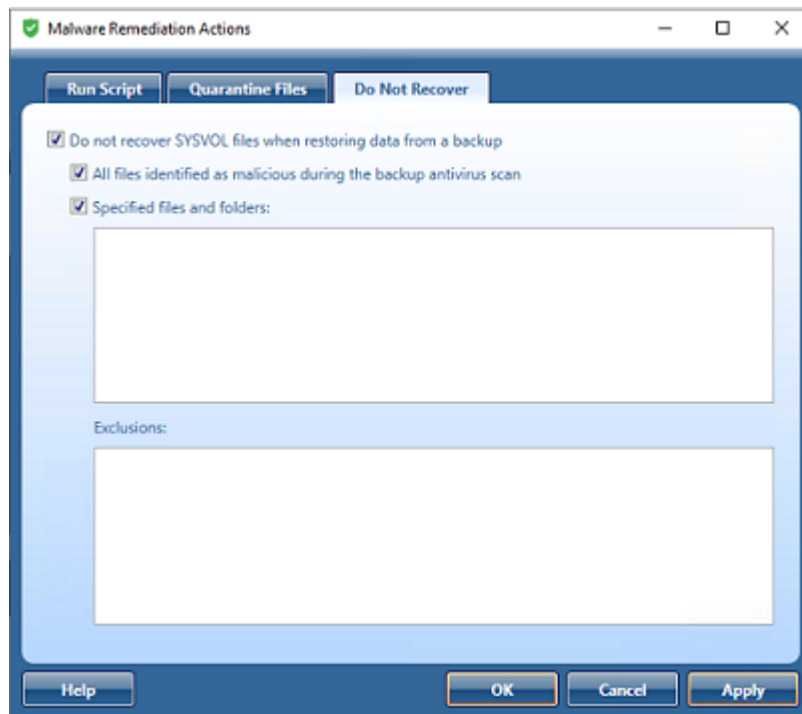 Malware Remediation Actions
Run Script
Quarantine Files
Do Not Recover
Do not recover SYSVOL files when restoring data from a backup
All files identified as malicious during the backup antivirus scan
Specified files and folders:
Exclusions:
Help
OK
Cancel
Apply